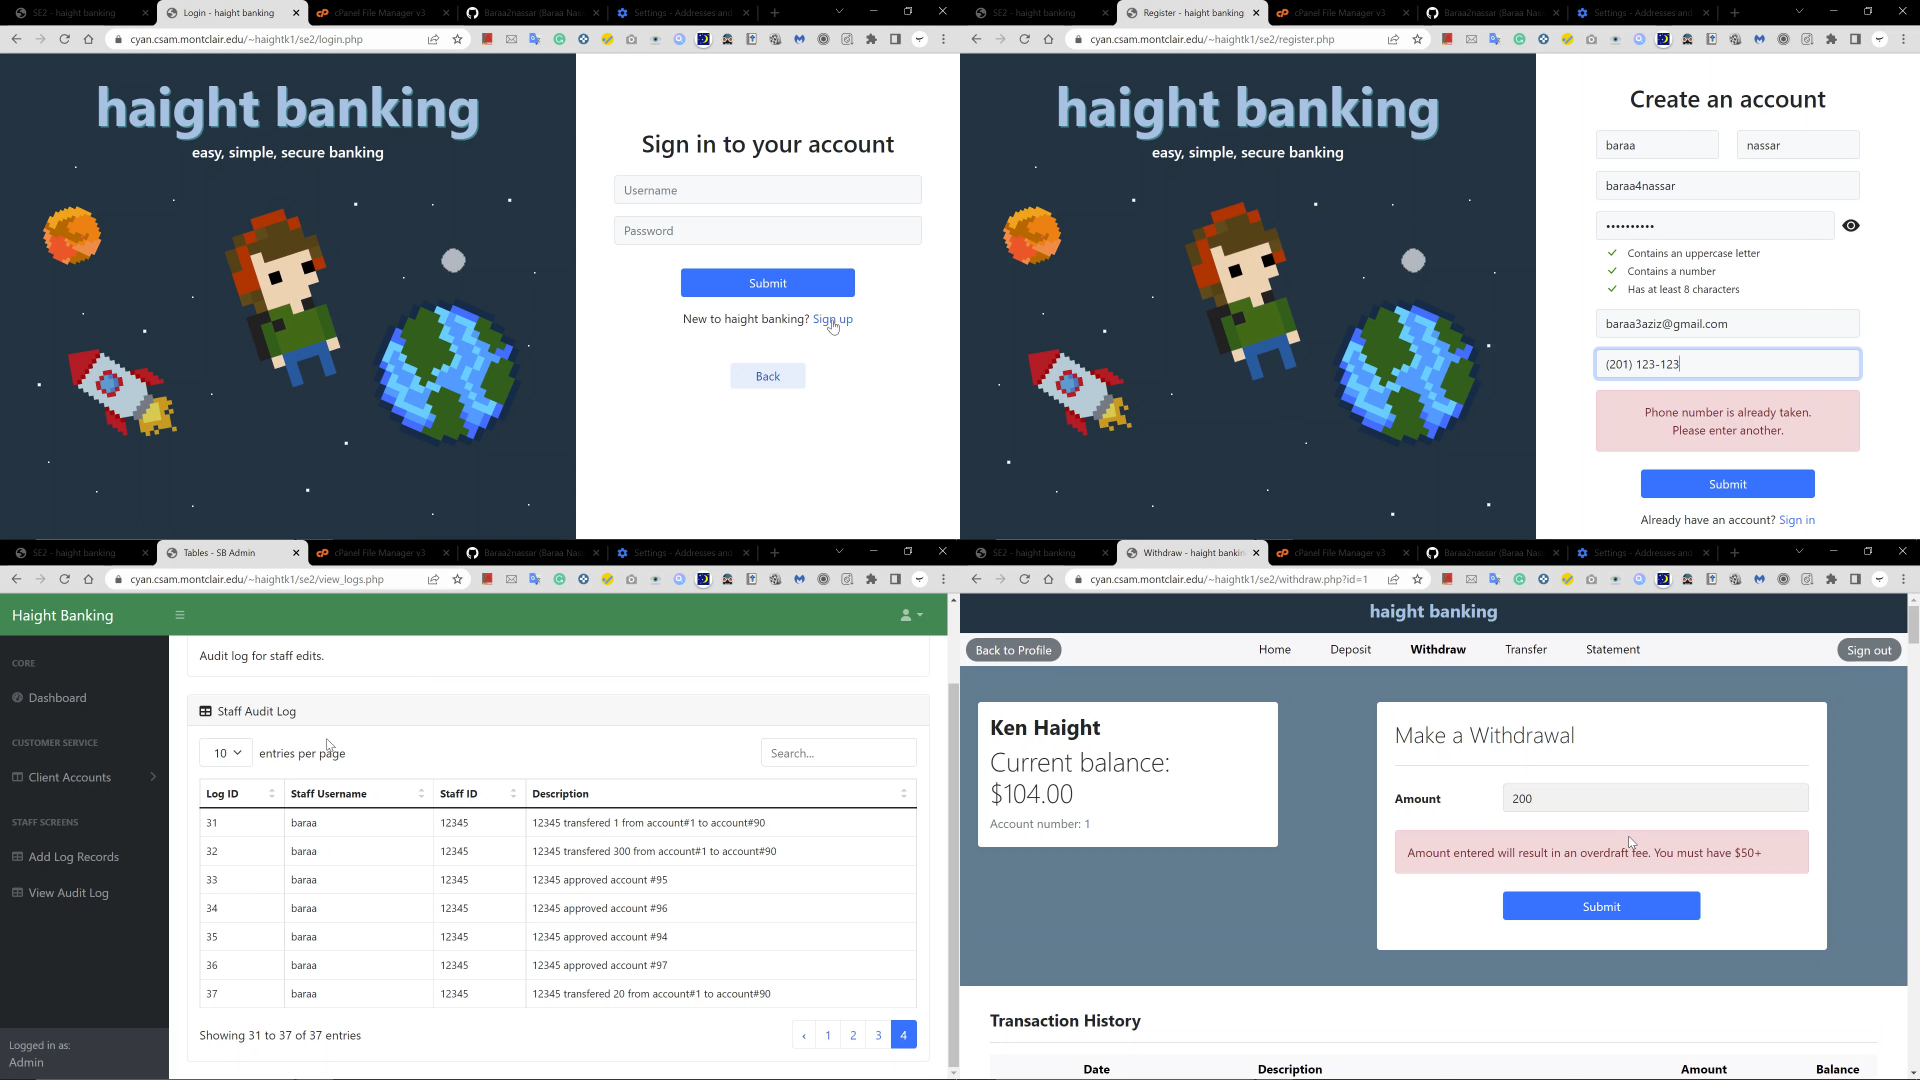 SE2 - haight banking
Login - haight banking
cPanel File Manager v3
Baraa2nassar (Baraa Nas
Settings - Addresses and
cyan.csam.montclair.edu/~haightk1/se2/login.php
haight banking
easy, simple, secure banking
Sign in to your account
Username
Password
Submit
New to haight banking? Sign up
Back
SE2 - haight banking
Register - haight banking
cPanel File Manager v3
Baraa2nassar (Baraa Nas
Settings - Addresses and
cyan.csam.montclair.edu/~haightk1/se2/register.php
haight banking
easy, simple, secure banking
Create an account
baraa
nassar
baraa4nassar
••••••••••
Contains an uppercase letter
Contains a number
Has at least 8 characters
baraa3aziz@gmail.com
(201) 123-123
Phone number is already taken.
Please enter another.
Submit
Already have an account? Sign in
SE2 - haight banking
Tables - SB Admin
cPanel File Manager v3
Baraa2nassar (Baraa Nas
Settings - Addresses and
cyan.csam.montclair.edu/~haightk1/se2/view_logs.php
Haight Banking
CORE
Dashboard
CUSTOMER SERVICE
Client Accounts
STAFF SCREENS
Add Log Records
View Audit Log
Logged in as:
Admin
Audit log for staff edits.
Staff Audit Log
10 entries per page
Search...
Log ID Staff Username Staff ID Description
31 baraa 12345 12345 transfered 1 from account#1 to account#90
32 baraa 12345 12345 transfered 300 from account#1 to account#90
33 baraa 12345 12345 approved account #95
34 baraa 12345 12345 approved account #96
35 baraa 12345 12345 approved account #94
36 baraa 12345 12345 approved account #97
37 baraa 12345 12345 transfered 20 from account#1 to account#90
Showing 31 to 37 of 37 entries
‹ 1 2 3 4
SE2 - haight banking
Withdraw - haight bankin
cPanel File Manager v3
Baraa2nassar (Baraa Nas
Settings - Addresses and
cyan.csam.montclair.edu/~haightk1/se2/withdraw.php?id=1
haight banking
Back to Profile
Home Deposit Withdraw Transfer Statement
Sign out
Ken Haight
Current balance:
$104.00
Account number: 1
Make a Withdrawal
Amount
200
Amount entered will result in an overdraft fee. You must have $50+
Submit
Transaction History
Date Description Amount Balance